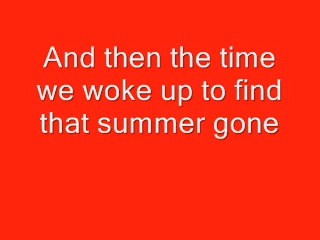 And then the time
we woke up to find
that summer gone